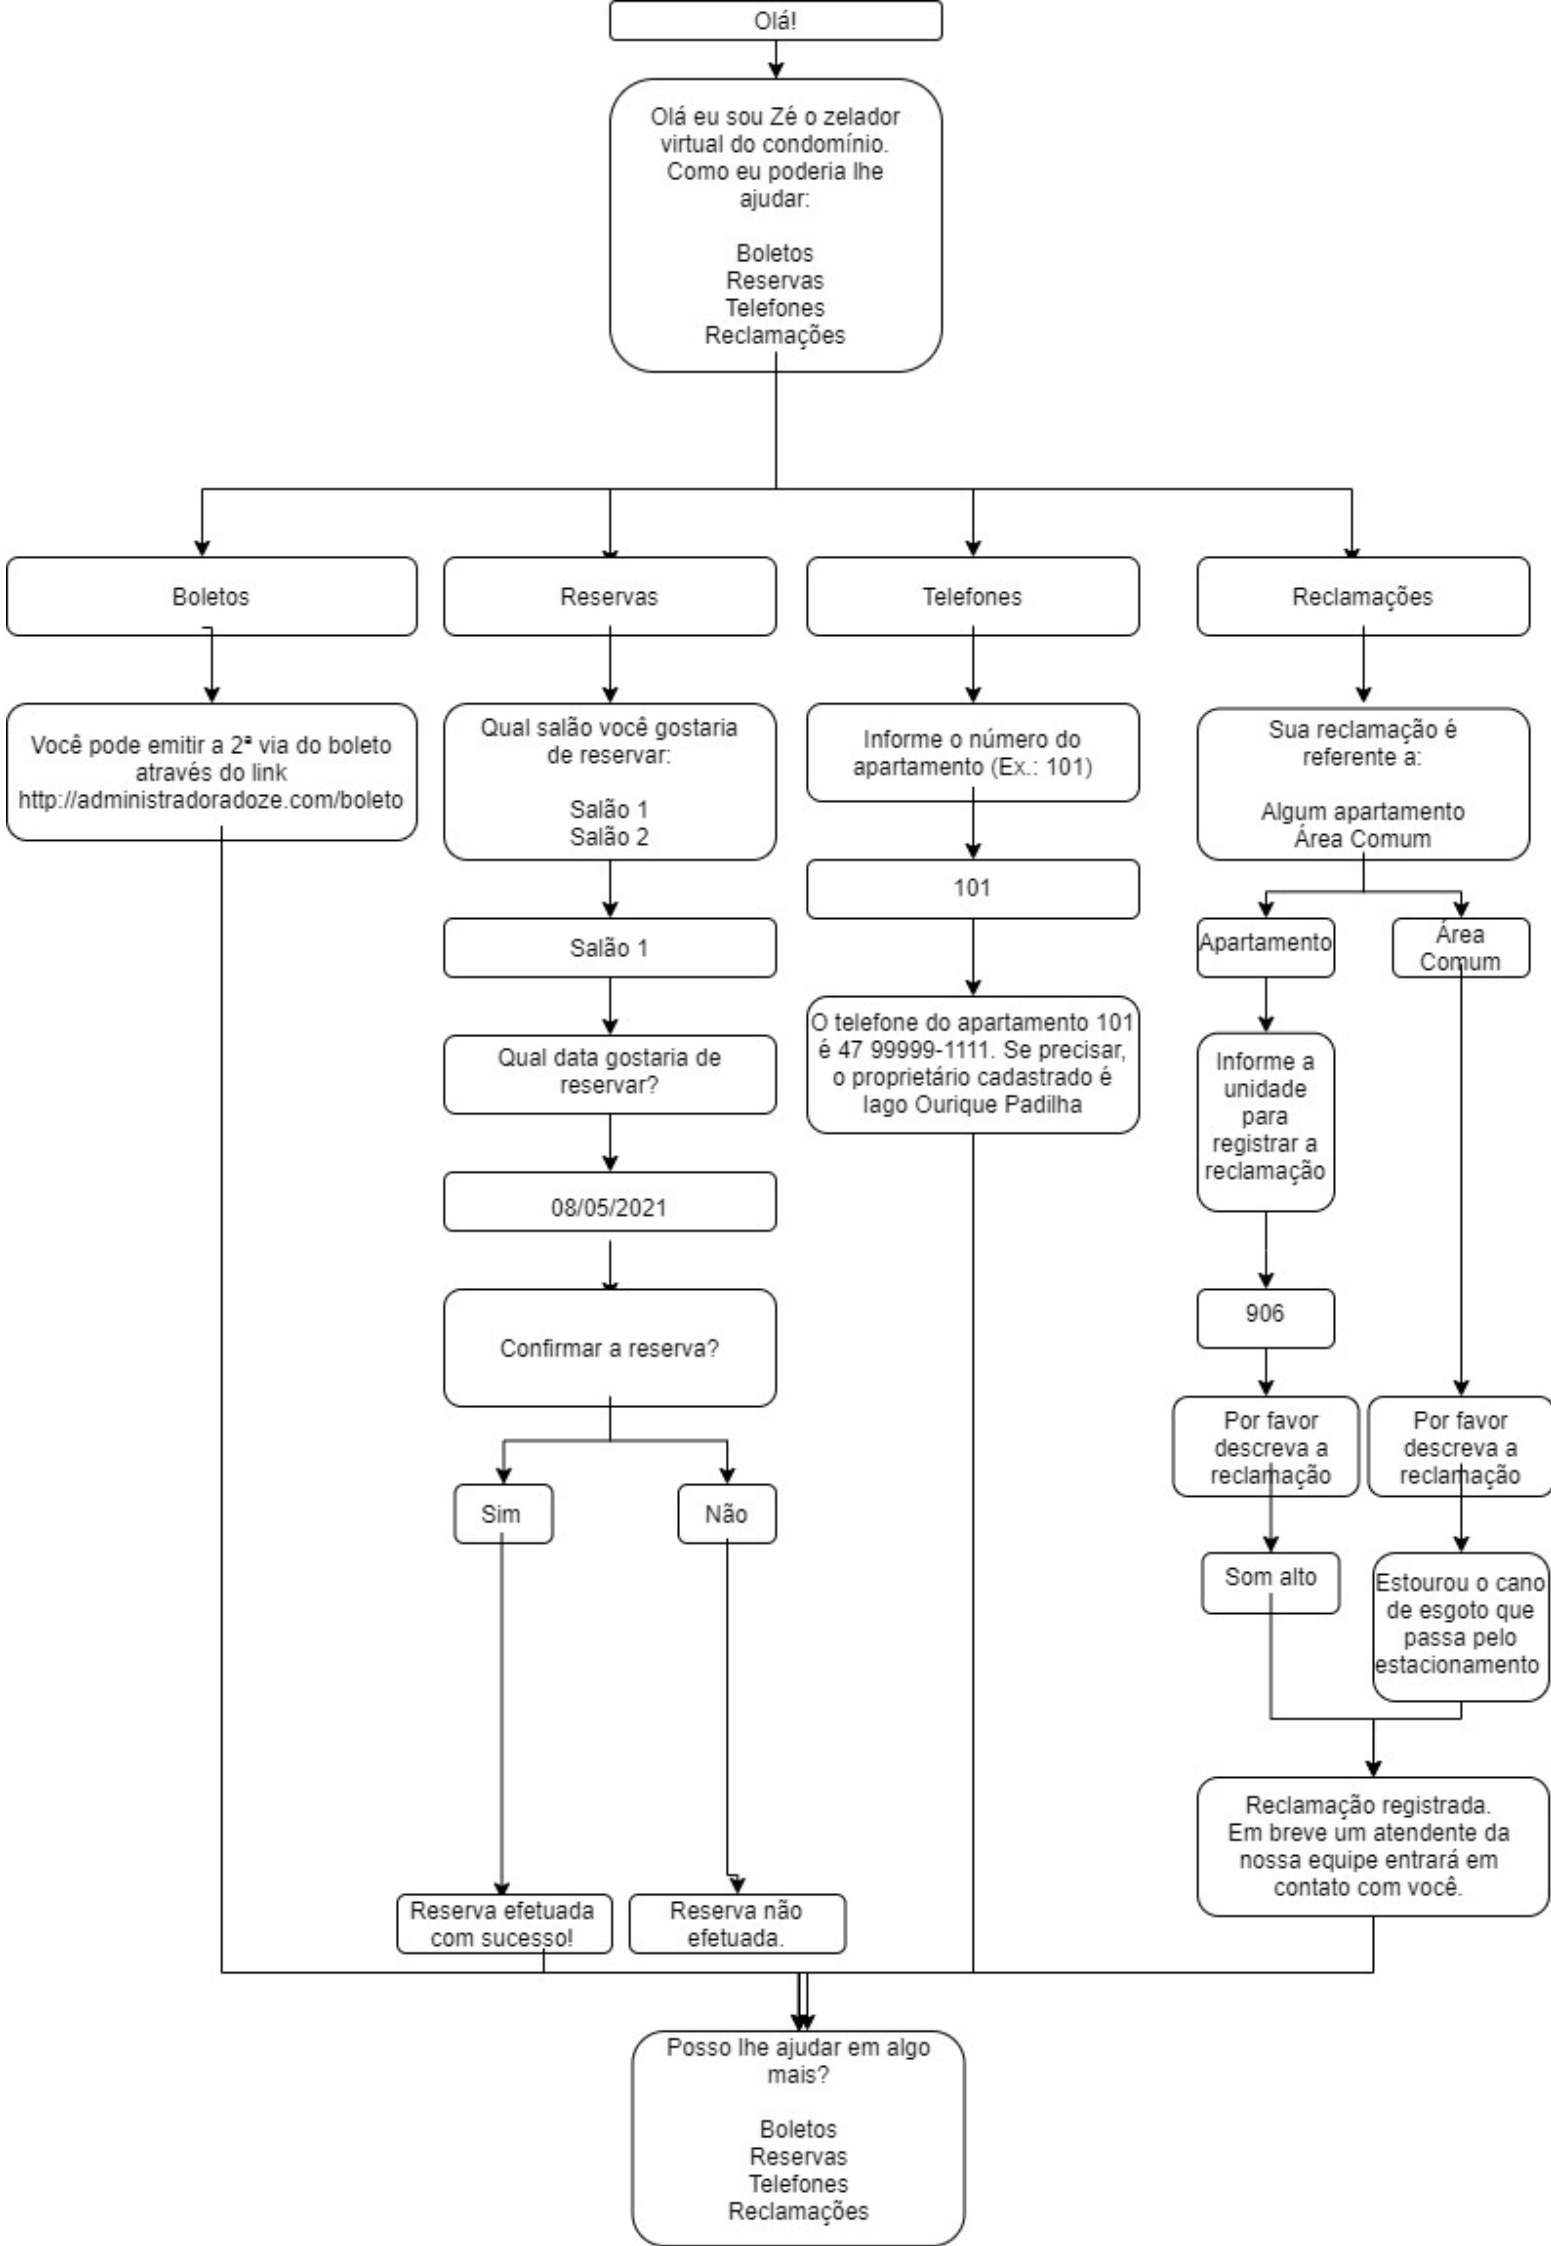 Olá!
Olá eu sou Zé o zelador
virtual do condomínio.
Como eu poderia lhe
ajudar:
Boletos
Reservas
Telefones
Reclamações
Boletos
Reservas
Telefones
Reclamações
Você pode emitir a 2ª via do boleto
através do link
http://administradoradoze.com/boleto
Qual salão você gostaria
de reservar:
Salão 1
Salão 2
Salão 1
Qual data gostaria de
reservar?
08/05/2021
Confirmar a reserva?
Sim
Não
Reserva efetuada
com sucesso!
Reserva não
efetuada.
Informe o número do
apartamento (Ex.: 101)
101
O telefone do apartamento 101
é 47 99999-1111. Se precisar,
o proprietário cadastrado é
Iago Ourique Padilha
Sua reclamação é
referente a:
Algum apartamento
Área Comum
Apartamento
Informe a
unidade
para
registrar a
reclamação
906
Por favor
descreva a
reclamação
Som alto
Área
Comum
Por favor
descreva a
reclamação
Estourou o cano
de esgoto que
passa pelo
estacionamento
Reclamação registrada.
Em breve um atendente da
nossa equipe entrará em
contato com você.
Posso lhe ajudar em algo
mais?
Boletos
Reservas
Telefones
Reclamações